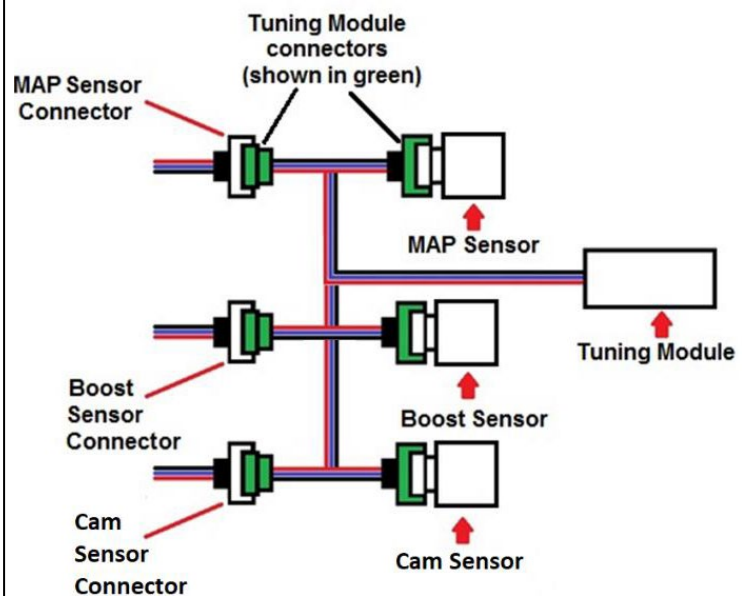 Tuning Module
connectors
(shown in green)
MAP Sensor
Connector
MAP Sensor
Tuning Module
Boost
Sensor
Connector
Boost Sensor
Cam
Sensor
Connector
Cam Sensor